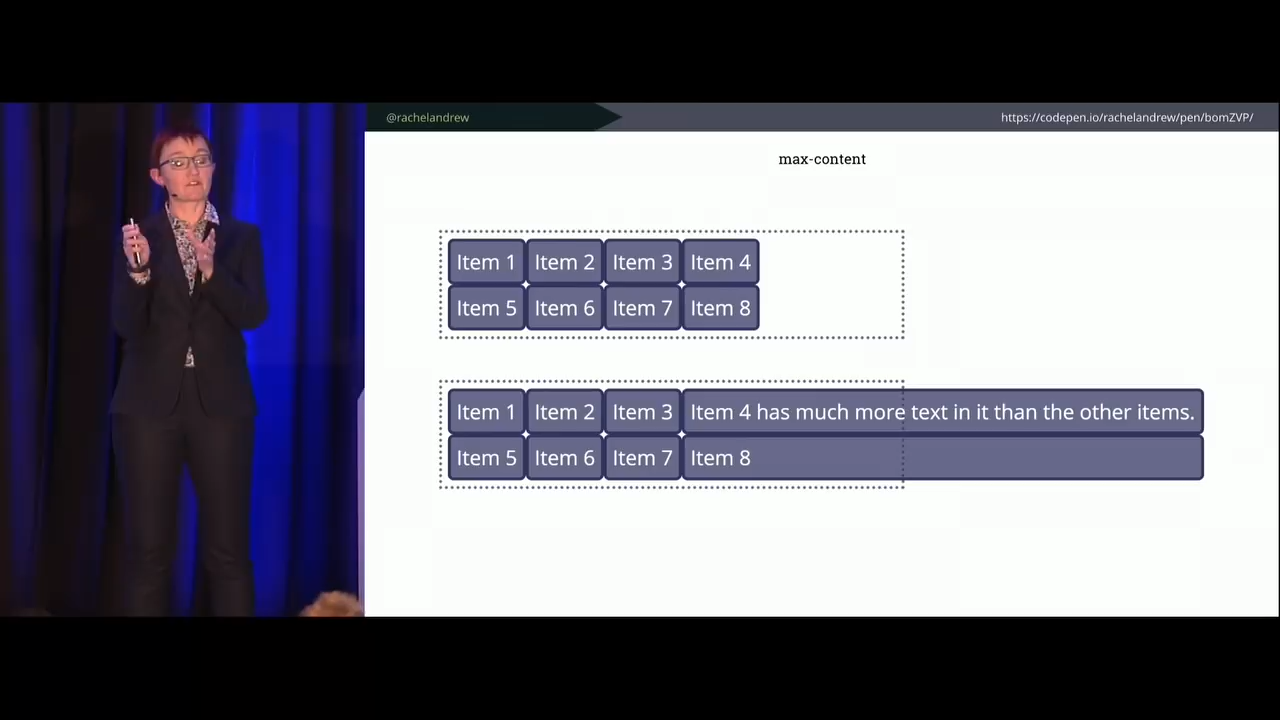 @rachelandrew
https://codepen.io/rachelandrew/pen/bomZVP/
max-content
Item 1 Item 2 Item 3 Item 4
Item 5 Item 6 Item 7 Item 8
Item 1 Item 2 Item 3 Item 4 has much more text in it than the other items.
Item 5 Item 6 Item 7 Item 8